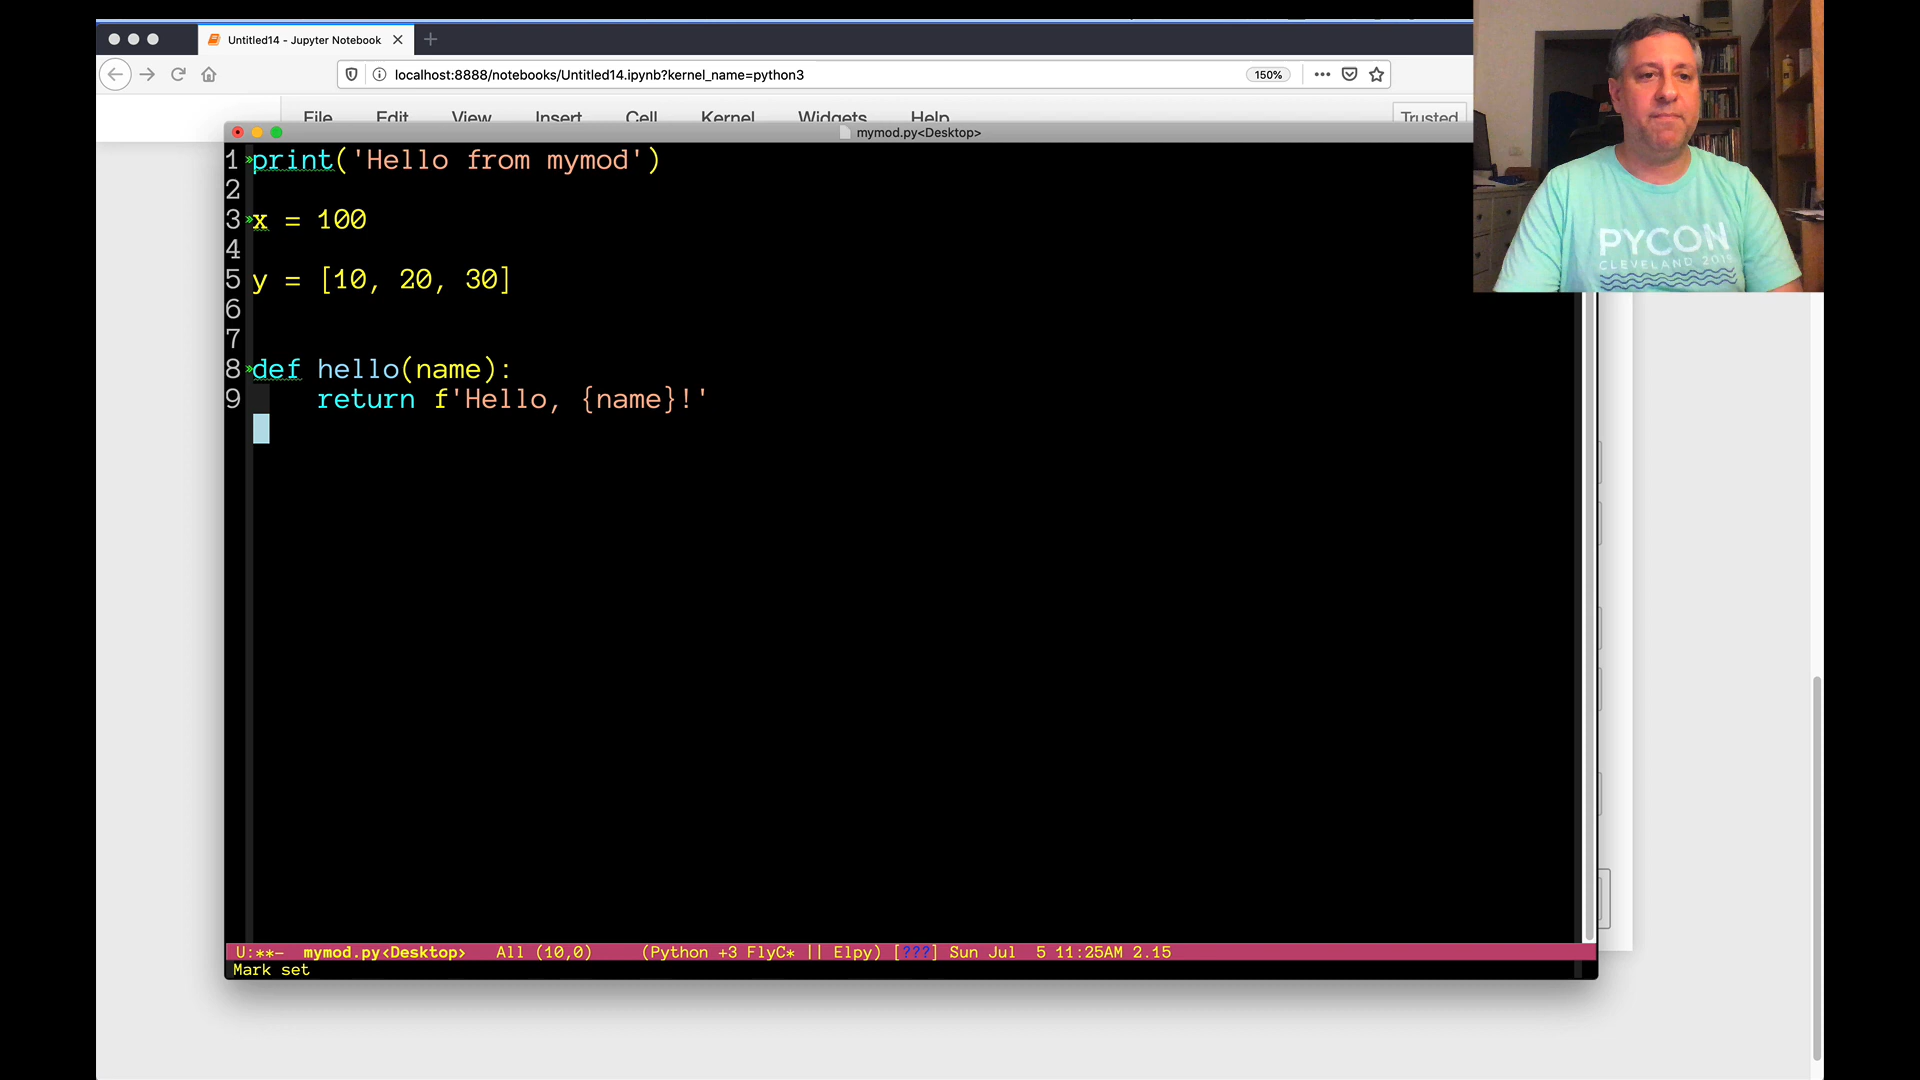 Untitled14 - Jupyter Notebook
localhost:8888/notebooks/Untitled14.ipynb?kernel_name=python3
150%
File Edit View Insert Cell Kernel Widgets Help
Trusted
mymod.py<Desktop>
1 print('Hello from mymod')
2
3 x = 100
4
5 y = [10, 20, 30]
6
7
8 def hello(name):
9     return f'Hello, {name}!'
U:**-  mymod.py<Desktop>   All (10,0)   (Python +3 FlyC* || Elpy) [???] Sun Jul  5 11:25AM 2.15
Mark set
PYCON
CLEVELAND 2019